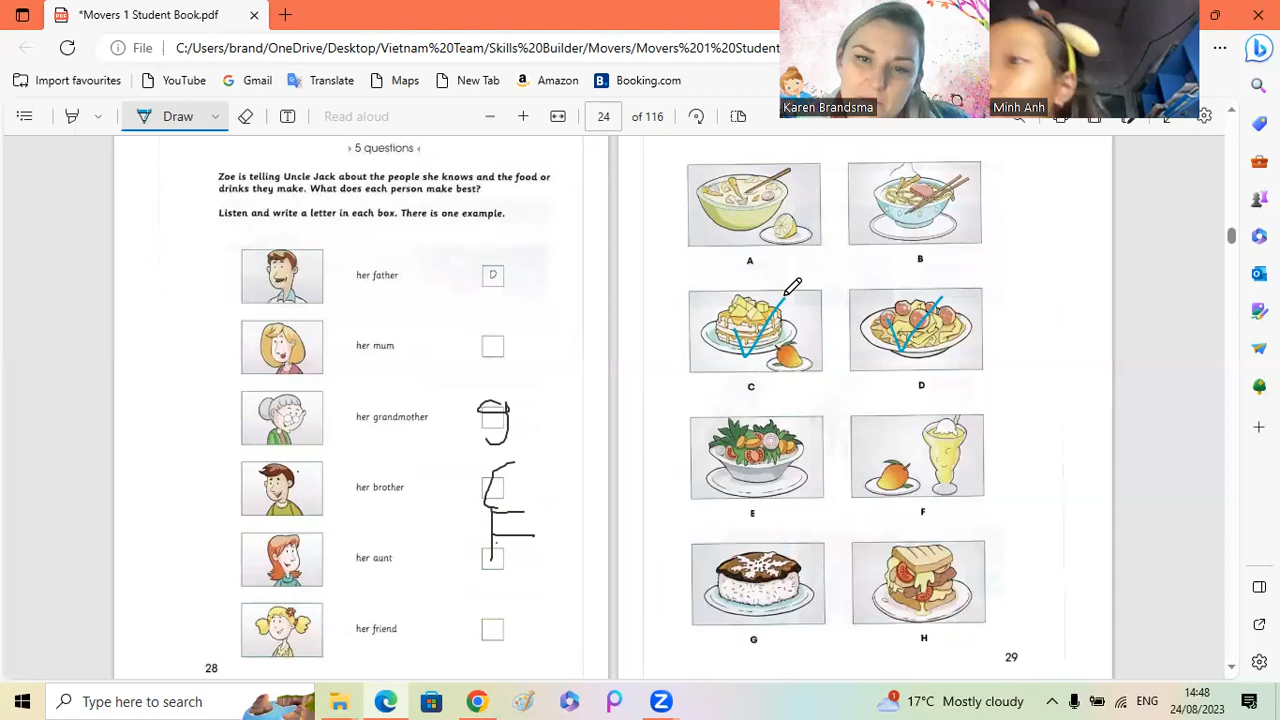 *Movers 1 Student Book.pdf
File
C:/Users/brand/OneDrive/Desktop/Vietnam%20Team/Skills%20Builder/Movers/Movers%201%20Student
Import favourites
YouTube
Gmail
Translate
Maps
New Tab
Amazon
B.
Booking.com
Karen Brandsma
Minh Anh
Draw
Read aloud
24
of 116
5 questions
Zoe is telling Uncle Jack about the people she knows and the food or
drinks they make. What does each person make best?
Listen and write a letter in each box. There is one example.
her father
D
her mum
her grandmother
g
her brother
her aunt
F
her friend
28
A
B
C
D
E
F
G
H
29
Type here to search
1
17°C Mostly cloudy
ENG
14:48
24/08/2023